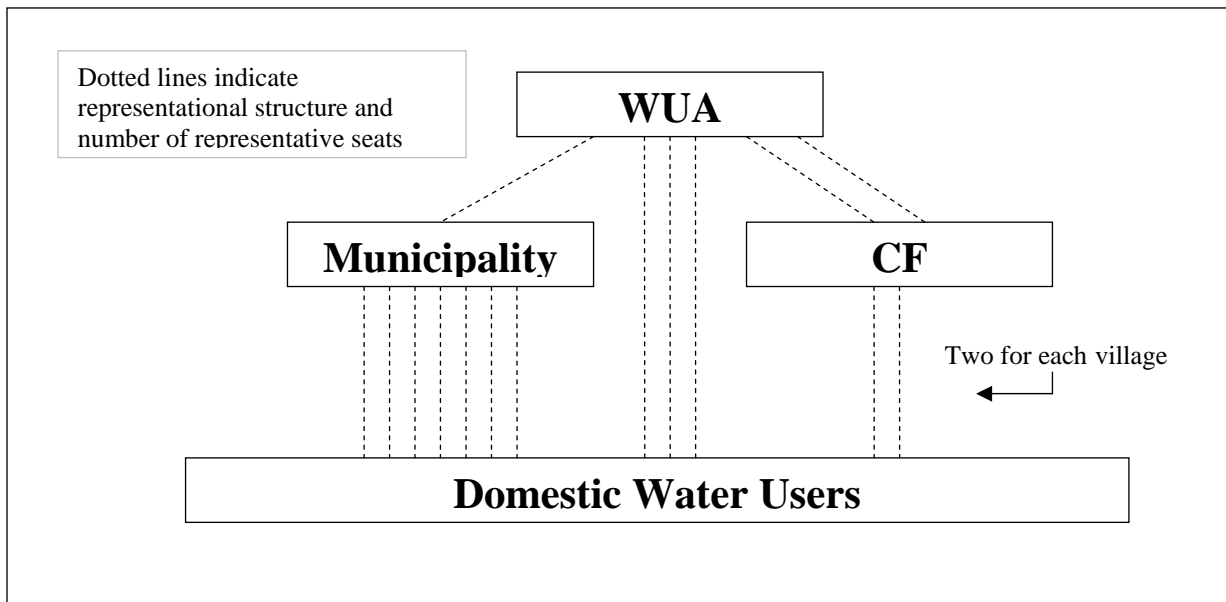 Dotted lines indicate
representational structure and
number of representative seats
WUA
Municipality
CF
Two for each village
Domestic Water Users